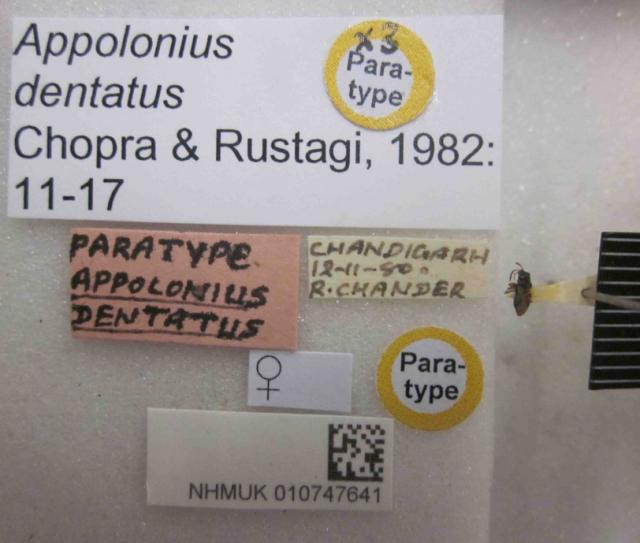 Appolonius
dentatus
Chopra & Rustagi, 1982:
11-17
x3
Para-
type
PARATYPE
APPOLONIUS
DENTATUS
CHANDIGARH
12-11-80.
R.CHANDER
♀
Para-
type
NHMUK 010747641